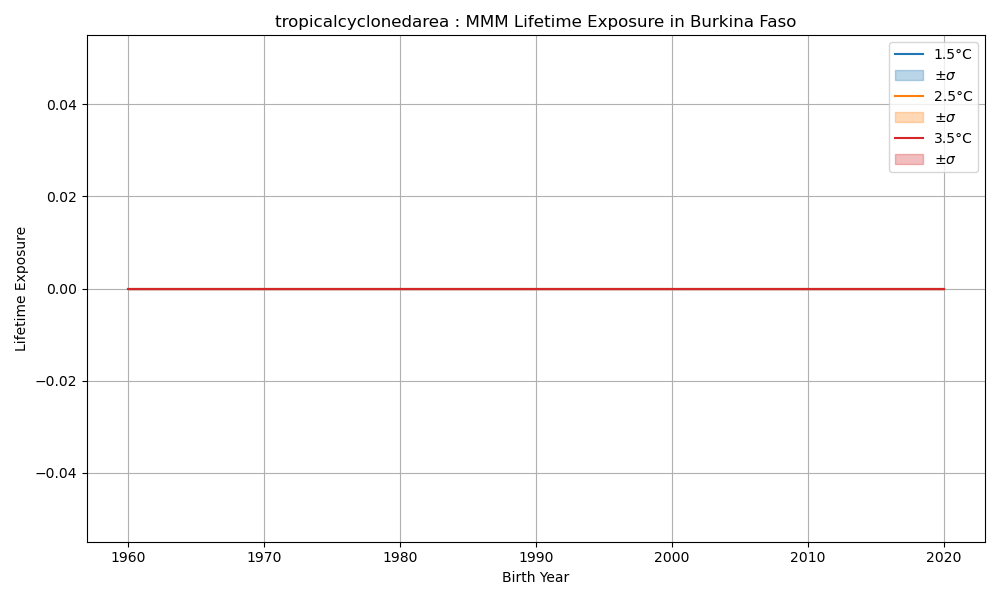 tropicalcyclonedarea : MMM Lifetime Exposure in Burkina Faso
1.5°C
±σ
2.5°C
±σ
3.5°C
±σ
0.04
0.02
0.00
−0.02
−0.04
Lifetime Exposure
1960 1970 1980 1990 2000 2010 2020
Birth Year